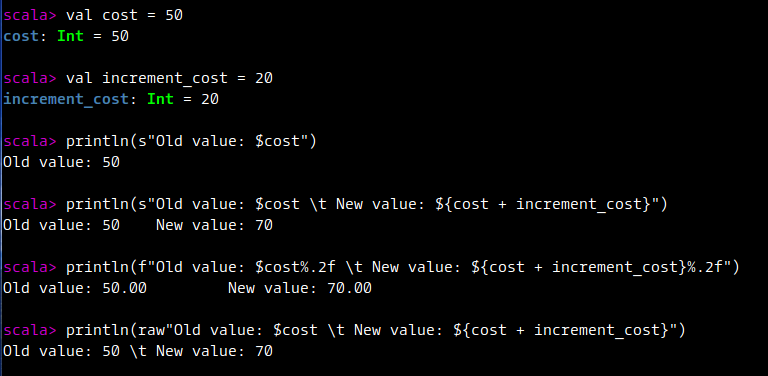 scala> val cost = 50
cost: Int = 50
scala> val increment_cost = 20
increment_cost: Int = 20
scala> println(s"Old value: $cost")
Old value: 50
scala> println(s"Old value: $cost \t New value: ${cost + increment_cost}")
Old value: 50    New value: 70
scala> println(f"Old value: $cost%.2f \t New value: ${cost + increment_cost}%.2f")
Old value: 50.00         New value: 70.00
scala> println(raw"Old value: $cost \t New value: ${cost + increment_cost}")
Old value: 50 \t New value: 70